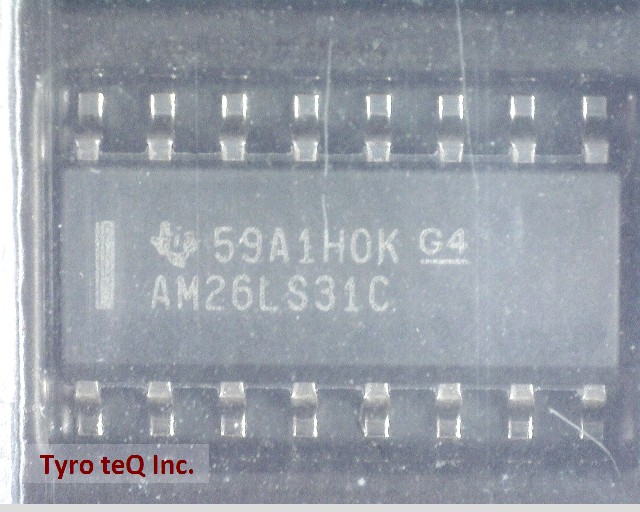 59A1H0K G4
AM26LS31C
Tyro teQ Inc.